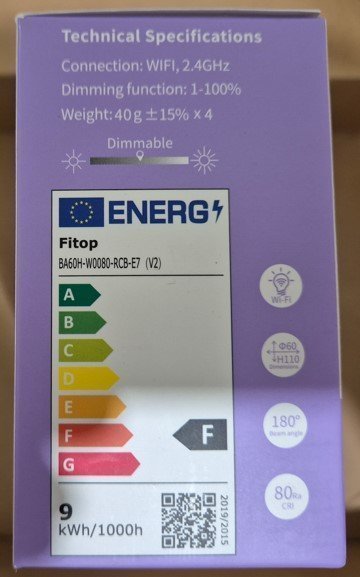 Technical Specifications
Connection: WIFI, 2.4GHz
Dimming function: 1-100%
Weight: 40g ±15% x 4
Dimmable
ENERG
Fitop
BA60H-W0080-RCB-E7 (V2)
A
B
C
D
E
F
G
F
9
kWh/1000h
2019/2015
Wi-Fi
Φ60
H110
Dimensions
180°
Beam angle
80Ra
CRI